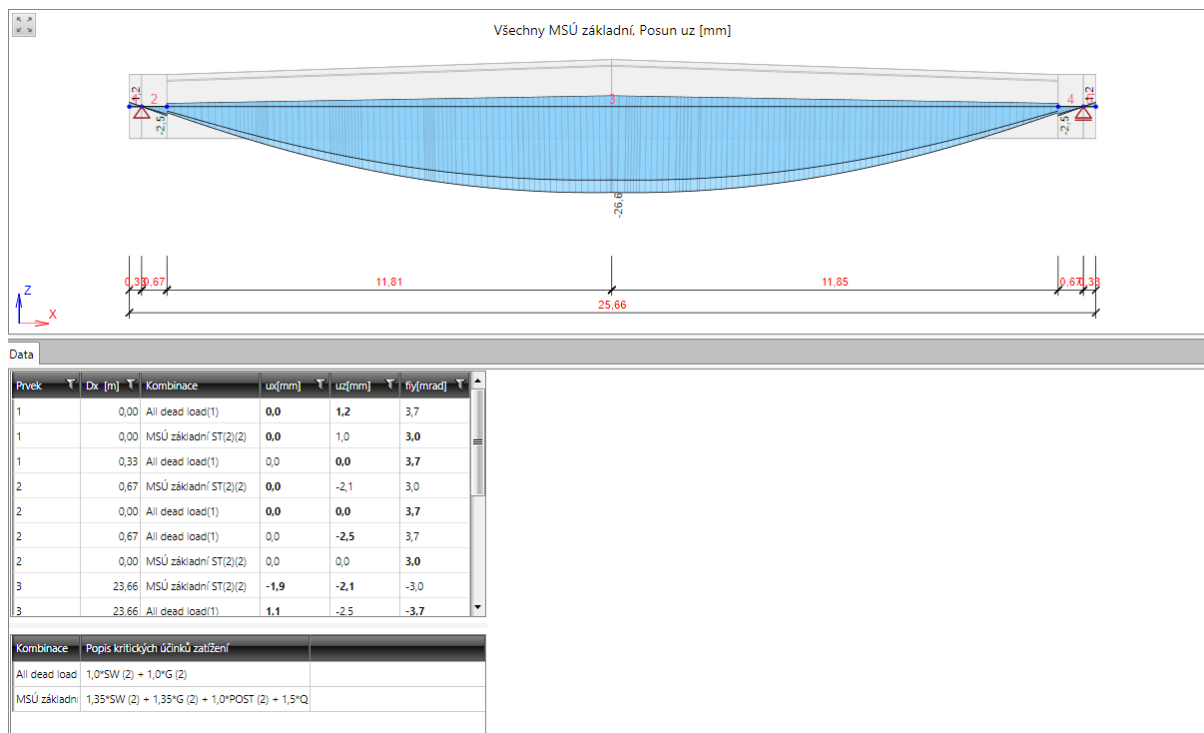 Všechny MSÚ základní, Posun uz [mm]
1,2
2
3
4
1,2
-2,5
-2,5
-26,6
0,33
0,67
11,81
11,85
0,67
0,33
25,66
Z
X
Data
Prvek Dx [m] Kombinace ux[mm] uz[mm] fiy[mrad]
1 0,00 All dead load(1) 0,0 1,2 3,7
1 0,00 MSÚ základní ST(2)(2) 0,0 1,0 3,0
1 0,33 All dead load(1) 0,0 0,0 3,7
2 0,67 MSÚ základní ST(2)(2) 0,0 -2,1 3,0
2 0,00 All dead load(1) 0,0 0,0 3,7
2 0,67 All dead load(1) 0,0 -2,5 3,7
2 0,00 MSÚ základní ST(2)(2) 0,0 0,0 3,0
3 23,66 MSÚ základní ST(2)(2) -1,9 -2,1 -3,0
3 23,66 All dead load(1) 1,1 -2,5 -3,7
Kombinace Popis kritických účinků zatížení
All dead load 1,0*SW (2) + 1,0*G (2)
MSÚ základní 1,35*SW (2) + 1,35*G (2) + 1,0*POST (2) + 1,5*Q